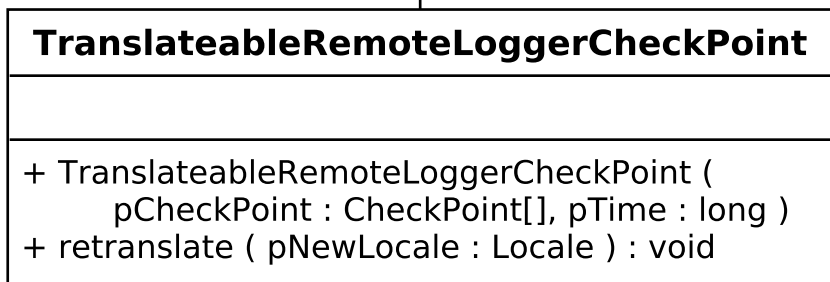 TranslateableRemoteLoggerCheckPoint
+ TranslateableRemoteLoggerCheckPoint (
pCheckPoint : CheckPoint[], pTime : long )
+ retranslate ( pNewLocale : Locale ) : void